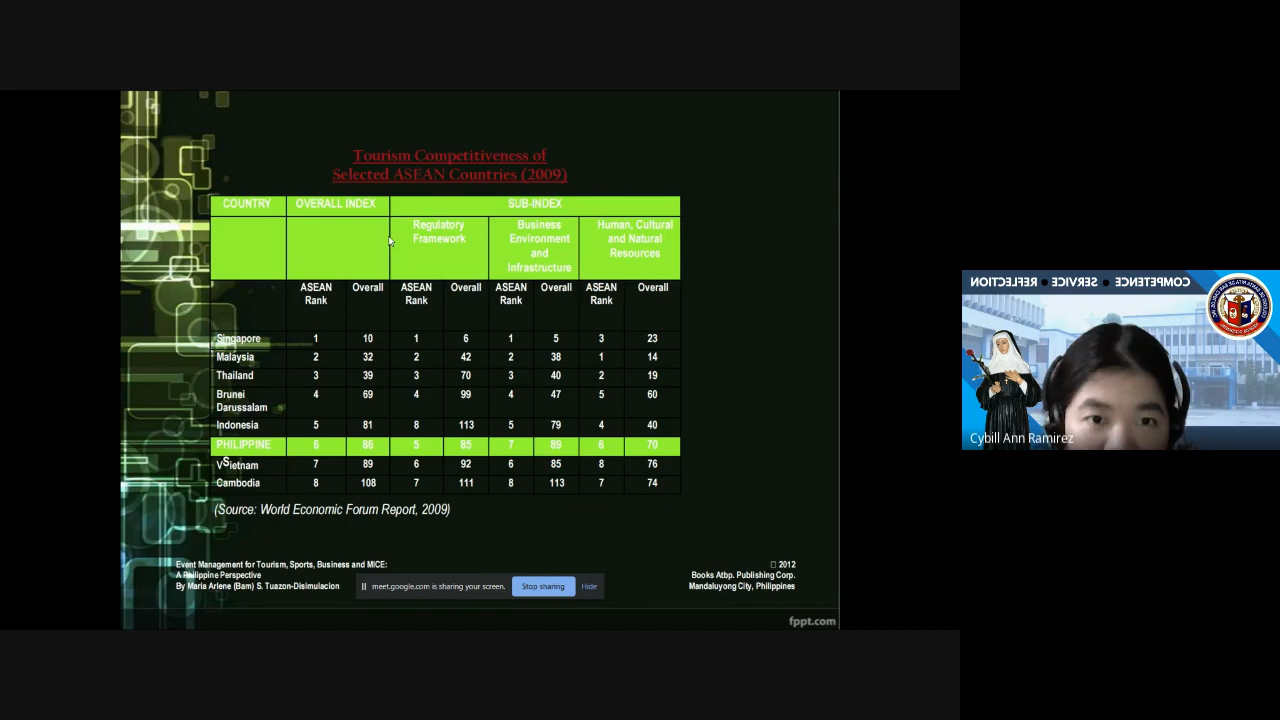 Tourism Competitiveness of
Selected ASEAN Countries (2009)
COUNTRY OVERALL INDEX SUB-INDEX
Regulatory Framework Business Environment and Infrastructure Human, Cultural and Natural Resources
ASEAN Rank Overall ASEAN Rank Overall ASEAN Rank Overall ASEAN Rank Overall
Singapore 1 10 1 6 1 5 3 23
Malaysia 2 32 2 42 2 38 1 14
Thailand 3 39 3 70 3 40 2 19
Brunei Darussalam 4 69 4 99 4 47 5 60
Indonesia 5 81 8 113 5 79 4 40
PHILIPPINES 6 86 5 85 7 89 6 70
Vietnam 7 89 6 92 6 85 8 76
Cambodia 8 108 7 111 8 113 7 74
(Source: World Economic Forum Report, 2009)
Event Management for Tourism, Sports, Business and MICE:
A Philippine Perspective
By Maria Arlene (Bam) S. Tuazon-Disimulacion
© 2012
Books Atbp. Publishing Corp.
Mandaluyong City, Philippines
meet.google.com is sharing your screen. Stop sharing Hide
fppt.com
COMPETENCE • SERVICE • REFLECTION
Cybill Ann Ramirez